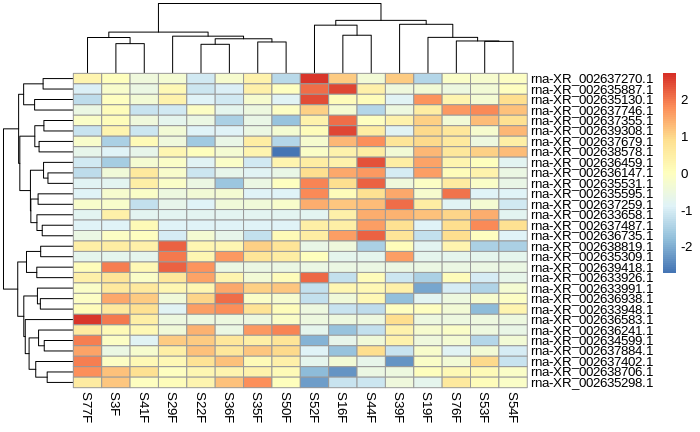 rna-XR_002637270.1
rna-XR_002635887.1
rna-XR_002635130.1
rna-XR_002637746.1
rna-XR_002637355.1
rna-XR_002639308.1
rna-XR_002637679.1
rna-XR_002638578.1
rna-XR_002636459.1
rna-XR_002636147.1
rna-XR_002635531.1
rna-XR_002635595.1
rna-XR_002637259.1
rna-XR_002633658.1
rna-XR_002637487.1
rna-XR_002636735.1
rna-XR_002638819.1
rna-XR_002635309.1
rna-XR_002639418.1
rna-XR_002633926.1
rna-XR_002633991.1
rna-XR_002636938.1
rna-XR_002633948.1
rna-XR_002636583.1
rna-XR_002636241.1
rna-XR_002634599.1
rna-XR_002637884.1
rna-XR_002637402.1
rna-XR_002638706.1
rna-XR_002635298.1
2
1
0
-1
-2
S77F
S3F
S41F
S29F
S22F
S36F
S35F
S50F
S52F
S16F
S44F
S39F
S19F
S76F
S53F
S54F